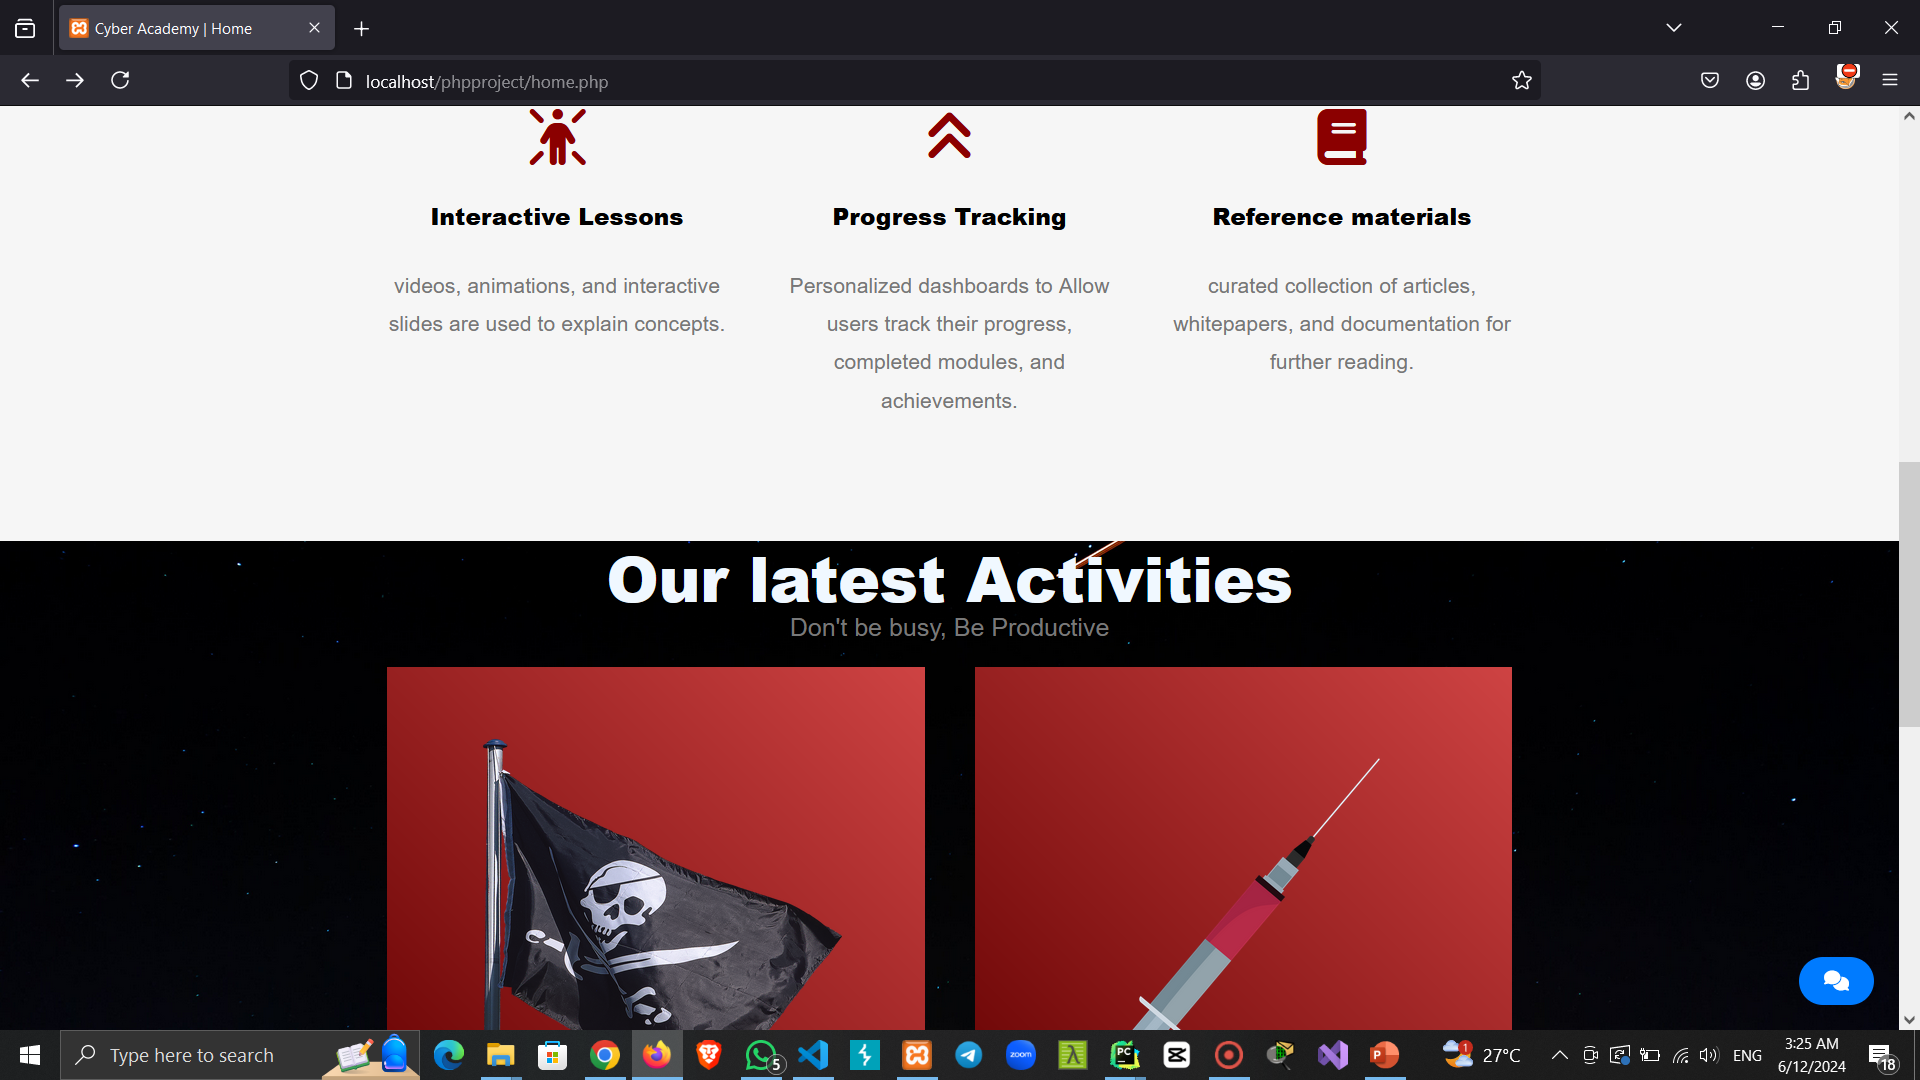 Cyber Academy | Home
localhost/phpproject/home.php
Interactive Lessons
videos, animations, and interactive
slides are used to explain concepts.
Progress Tracking
Personalized dashboards to Allow
users track their progress,
completed modules, and
achievements.
Reference materials
curated collection of articles,
whitepapers, and documentation for
further reading.
Our latest Activities
Don't be busy, Be Productive
Type here to search
5
zoom
PC
P
1
27°C
ENG
3:25 AM
6/12/2024
18